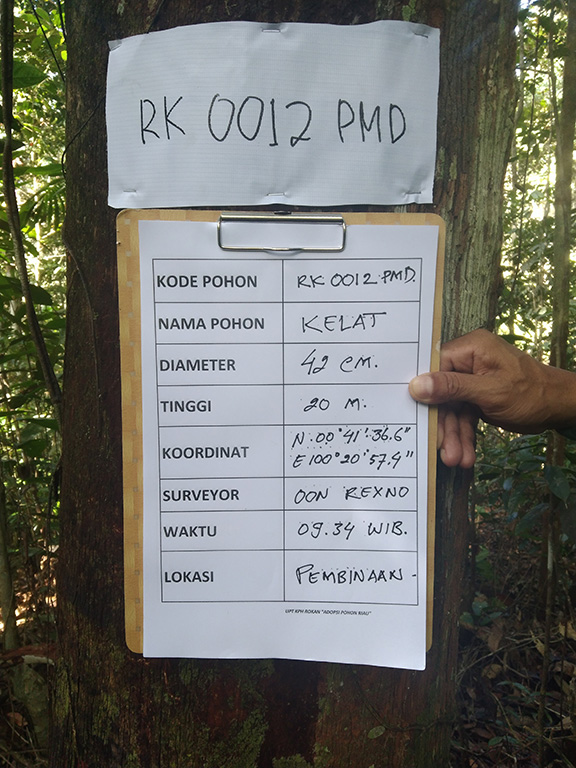 RK 0012 PMD
KODE POHON RK 0012 PMD.
NAMA POHON KELAT
DIAMETER 42 CM.
TINGGI 20 M.
KOORDINAT N 00°41'36.6"
E 100°20'57.4"
SURVEYOR OON REXNO
WAKTU 09.34 WIB.
LOKASI PEMBINAAN -
UPT KPH ROKAN "ADOPSI POHON RIAU"